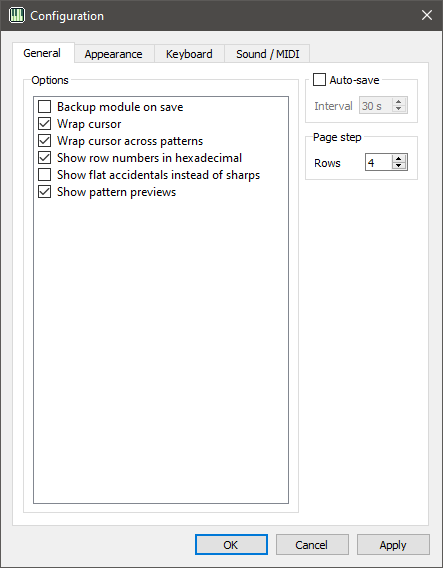 Configuration
General
Appearance
Keyboard
Sound / MIDI
Options
Backup module on save
Wrap cursor
Wrap cursor across patterns
Show row numbers in hexadecimal
Show flat accidentals instead of sharps
Show pattern previews
Auto-save
Interval 30 s
Page step
Rows 4
OK
Cancel
Apply